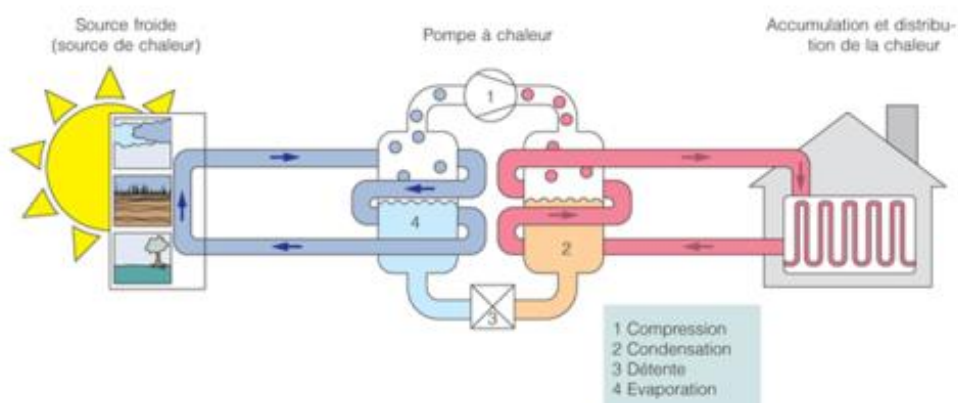 Source froide
(source de chaleur)
Pompe à chaleur
Accumulation et distribu-
tion de la chaleur
1
4
2
3
1 Compression
2 Condensation
3 Détente
4 Evaporation